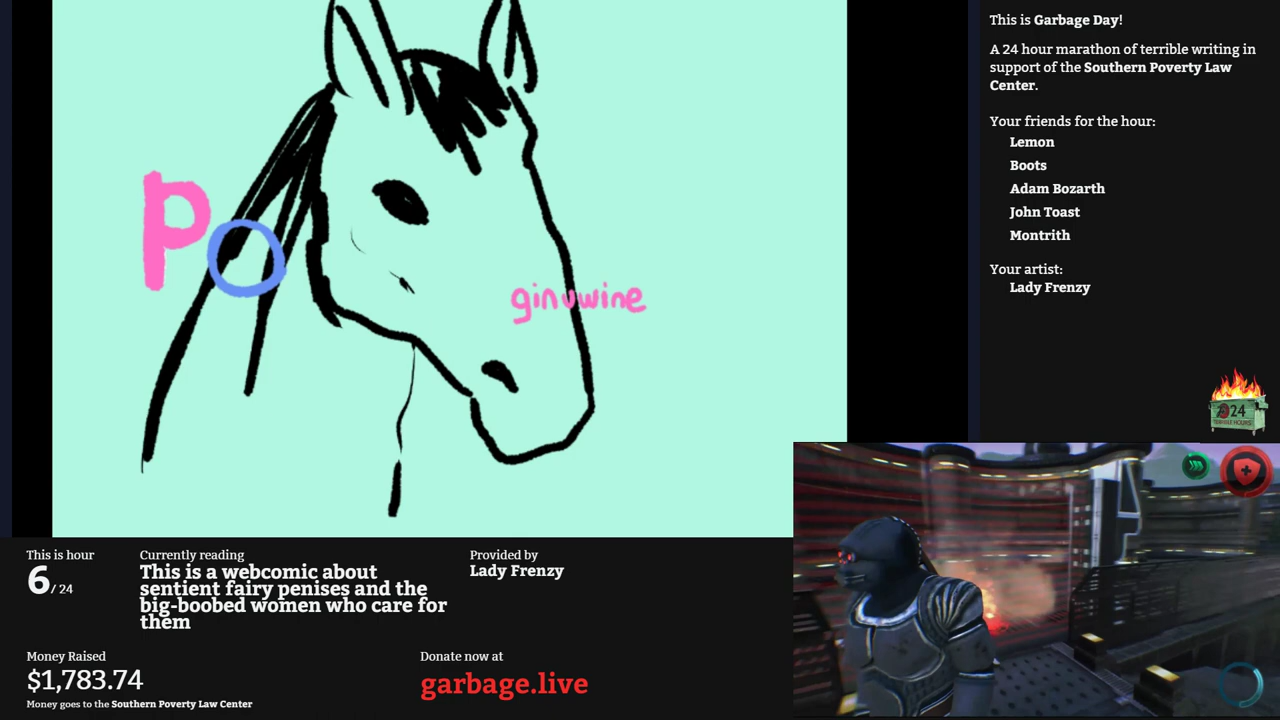 This is Garbage Day!
A 24 hour marathon of terrible writing in
support of the Southern Poverty Law
Center.
Your friends for the hour:
Lemon
Boots
Adam Bozarth
John Toast
Montrith
Your artist:
Lady Frenzy
Po
ginuwine
This is hour
6 / 24
Currently reading
This is a webcomic about
sentient fairy penises and the
big-boobed women who care for
them
Provided by
Lady Frenzy
Money Raised
$1,783.74
Money goes to the Southern Poverty Law Center
Donate now at
garbage.live